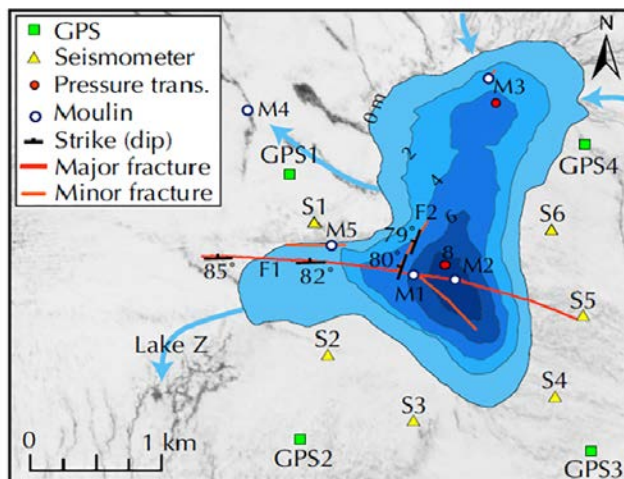 GPS
Seismometer
Pressure trans.
Moulin
Strike (dip)
Major fracture
Minor fracture
N
M3
M4
0 m
2
4
6
8
GPS1
GPS4
S1
M5
F2
79°
S6
80°
85°
F1
82°
M1
M2
S5
Lake Z
S2
S3
S4
0
1 km
GPS2
GPS3